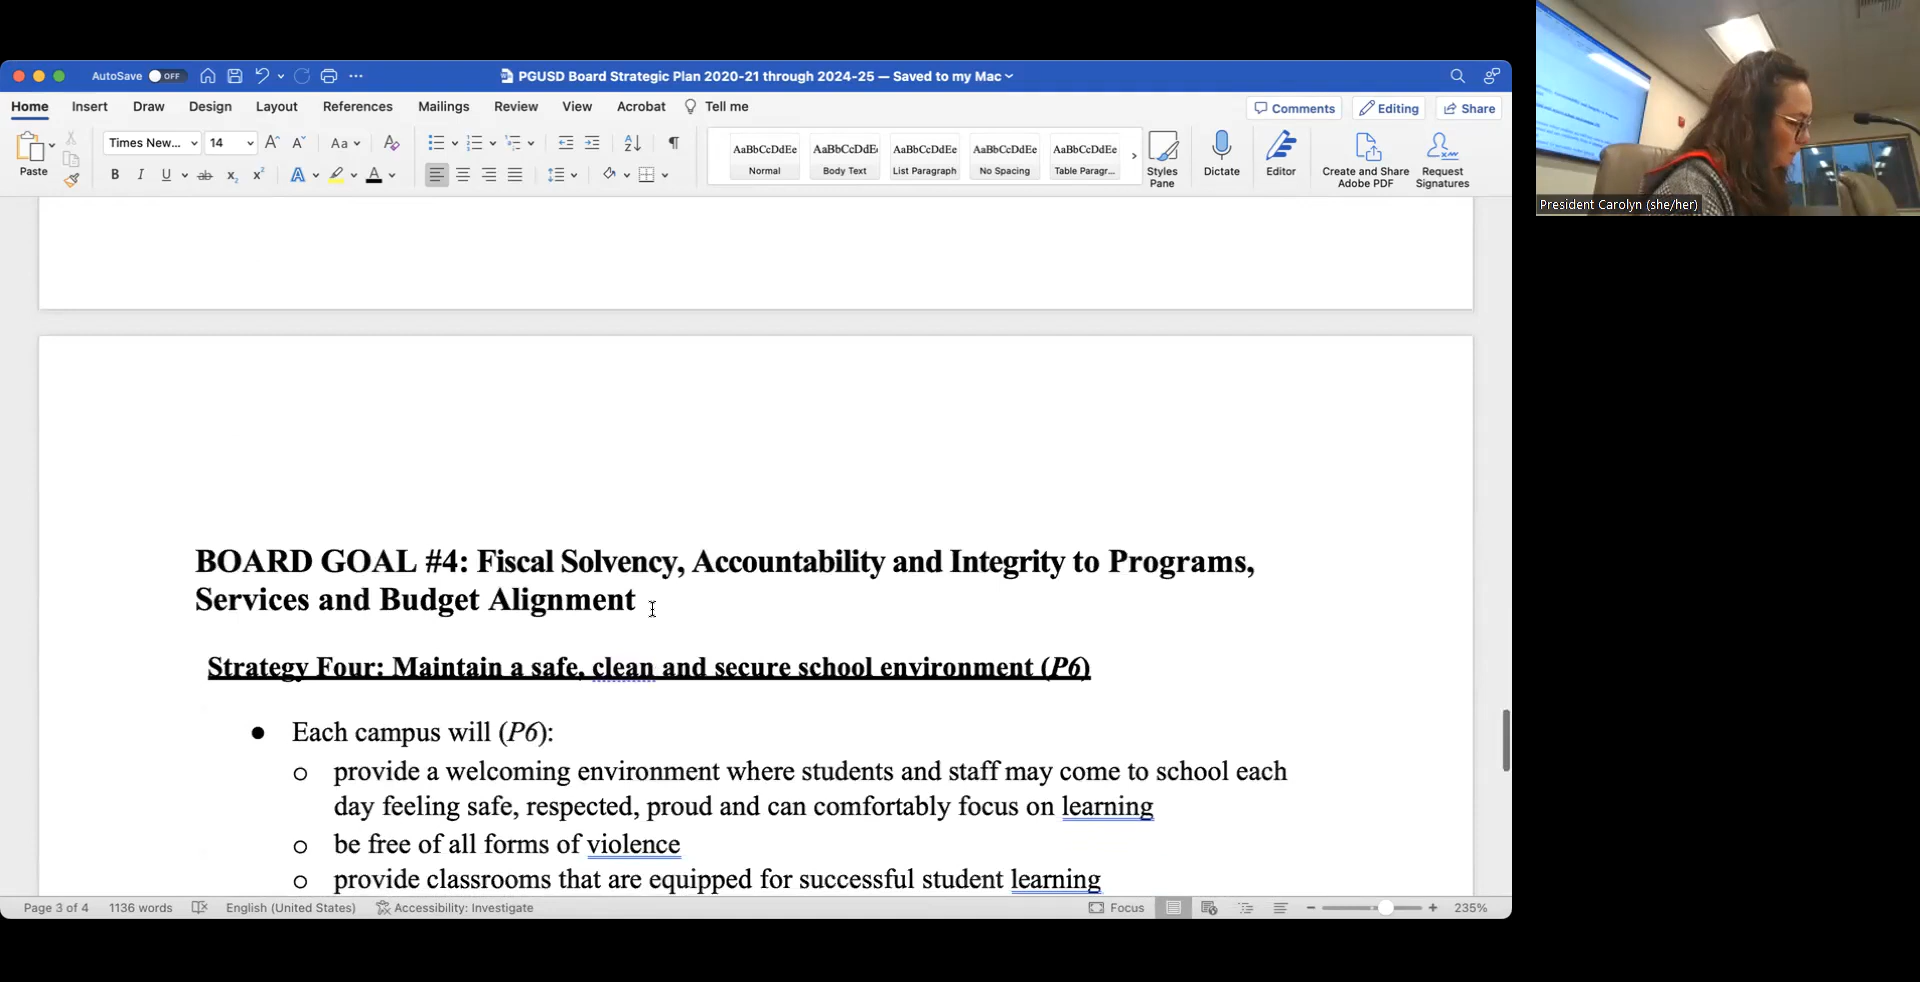 AutoSave OFF
PGUSD Board Strategic Plan 2020-21 through 2024-25 — Saved to my Mac
Home Insert Draw Design Layout References Mailings Review View Acrobat Tell me
Comments Editing Share
Paste
Times New... 14
Aa
B I U ab x₂ x² A A
AaBbCcDdEe AaBbCcDdE AaBbCcDdEe AaBbCcDdEe AaBbCcDdEe
Normal Body Text List Paragraph No Spacing Table Paragr...
Styles
Pane
Dictate
Editor
Create and Share
Adobe PDF
Request
Signatures
President Carolyn (she/her)
BOARD GOAL #4: Fiscal Solvency, Accountability and Integrity to Programs,
Services and Budget Alignment
Strategy Four: Maintain a safe, clean and secure school environment (P6)
● Each campus will (P6):
o provide a welcoming environment where students and staff may come to school each
day feeling safe, respected, proud and can comfortably focus on learning
o be free of all forms of violence
o provide classrooms that are equipped for successful student learning
Page 3 of 4 1136 words English (United States) Accessibility: Investigate Focus 235%